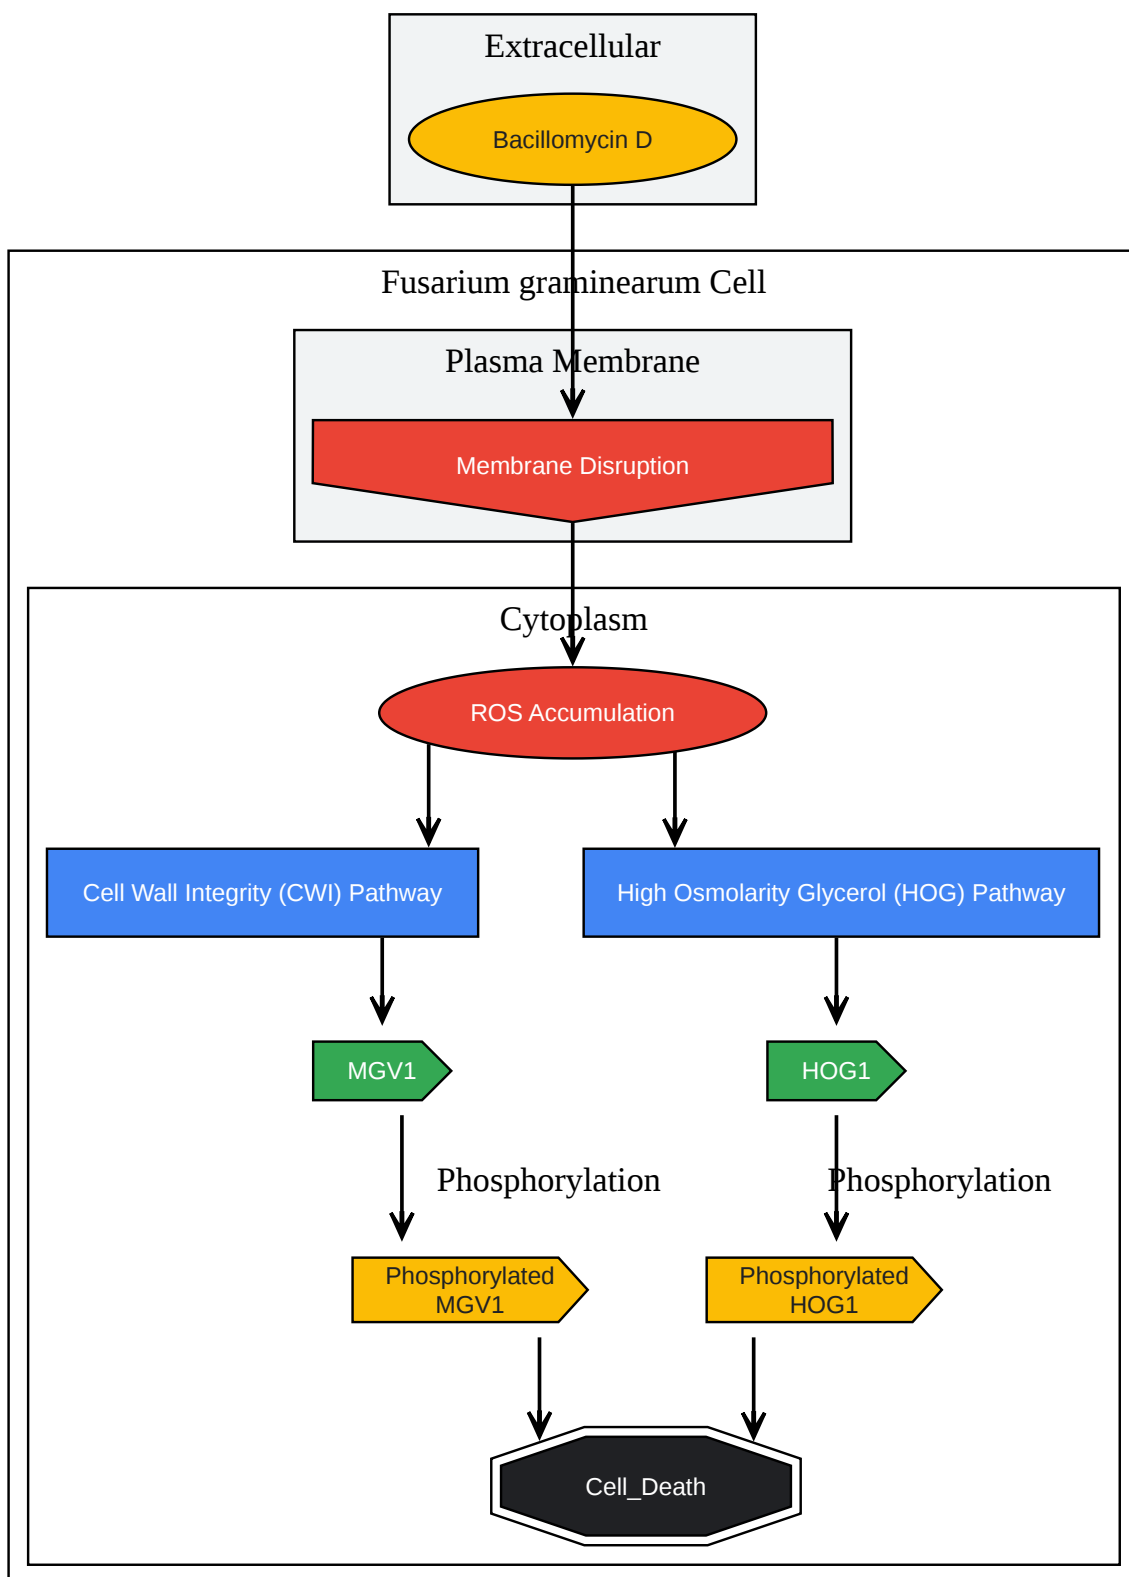 Extracellular
Bacillomycin D
Fusarium graminearum Cell
Plasma Membrane
Membrane Disruption
Cytoplasm
ROS Accumulation
Cell Wall Integrity (CWI) Pathway
High Osmolarity Glycerol (HOG) Pathway
MGV1
HOG1
Phosphorylation
Phosphorylation
Phosphorylated
MGV1
Phosphorylated
HOG1
Cell_Death